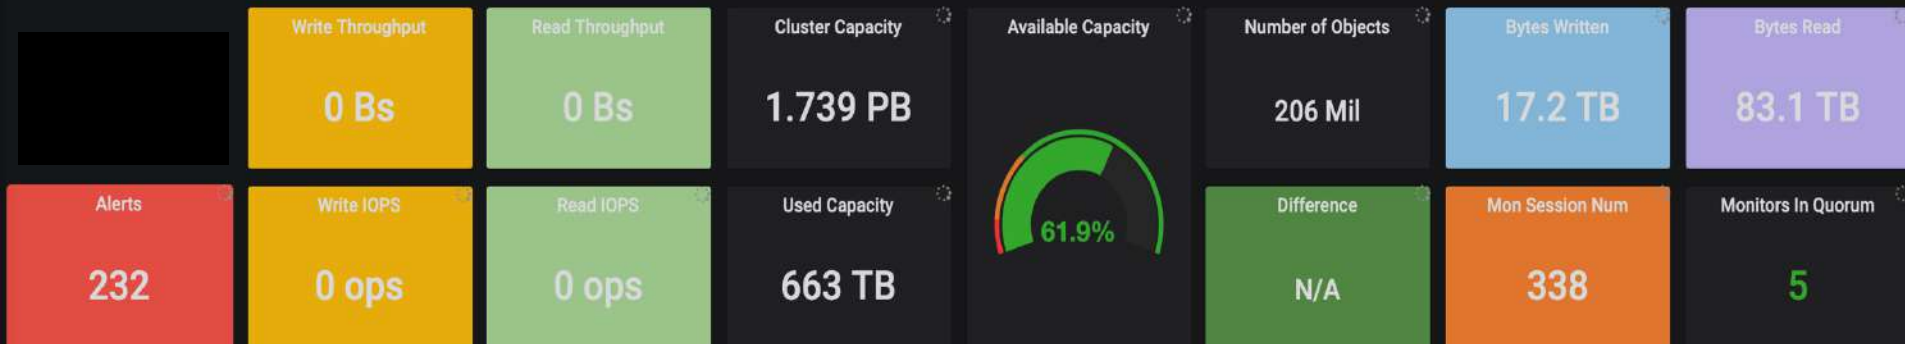 Write Throughput
0 Bs
Read Throughput
0 Bs
Cluster Capacity
1.739 PB
Available Capacity
61.9%
Number of Objects
206 Mil
Bytes Written
17.2 TB
Bytes Read
83.1 TB
Alerts
232
Write IOPS
0 ops
Read IOPS
0 ops
Used Capacity
663 TB
Difference
N/A
Mon Session Num
338
Monitors In Quorum
5